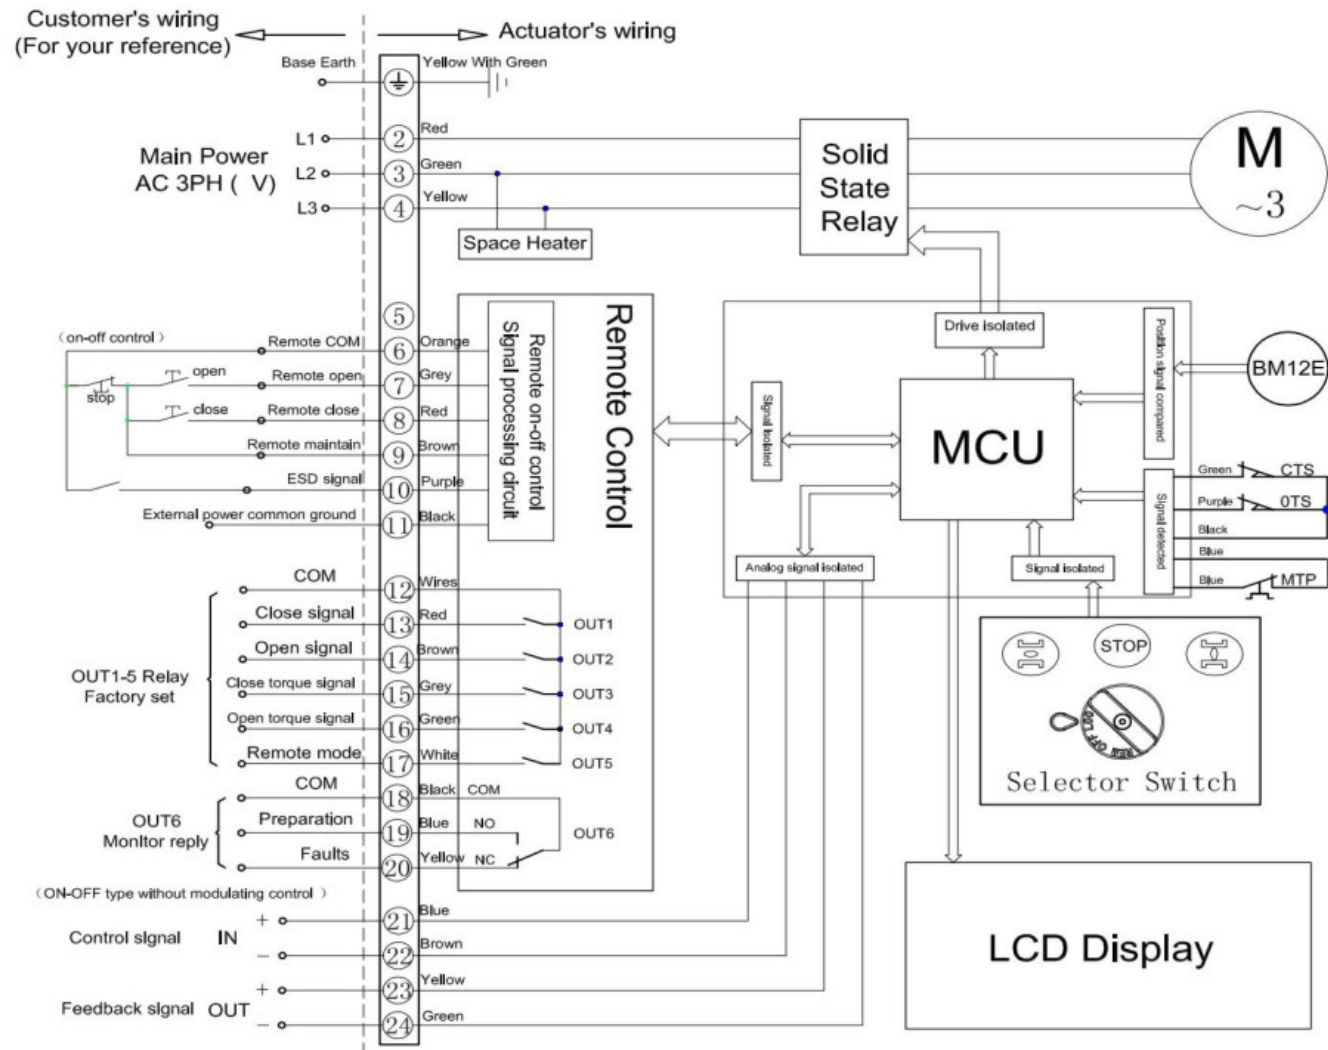 Customer's wiring
(For your reference)
Actuator's wiring
Base Earth
Yellow With Green
Main Power
AC 3PH ( V)
L1
2
Red
L2
3
Green
L3
4
Yellow
Space Heater
Solid
State
Relay
M
~3
5
(on-off control )
Remote COM
6
Orange
stop
open
Remote open
7
Grey
close
Remote close
8
Red
Remote maintain
9
Brown
ESD signal
10
Purple
External power common ground
11
Black
Remote on-off control
Signal processing circuit
Remote Control
COM
12
Wires
Close signal
13
Red
OUT1
Open signal
14
Brown
OUT2
OUT1-5 Relay
Factory set
Close torque signal
15
Grey
OUT3
Open torque signal
16
Green
OUT4
Remote mode
17
White
OUT5
COM
18
Black
COM
OUT6
Monitor reply
Preparation
19
Blue
NO
OUT6
Faults
20
Yellow
NC
(ON-OFF type without modulating control )
Control signal
IN
+
21
Blue
−
22
Brown
Feedback signal
OUT
+
23
Yellow
−
24
Green
Drive isolated
Signal isolated
MCU
Position signal compared
BM12E
Signal detected
Green
CTS
Purple
OTS
Black
Blue
Blue
MTP
Analog signal isolated
Signal isolated
STOP
LOC OFF REM
Selector Switch
LCD Display